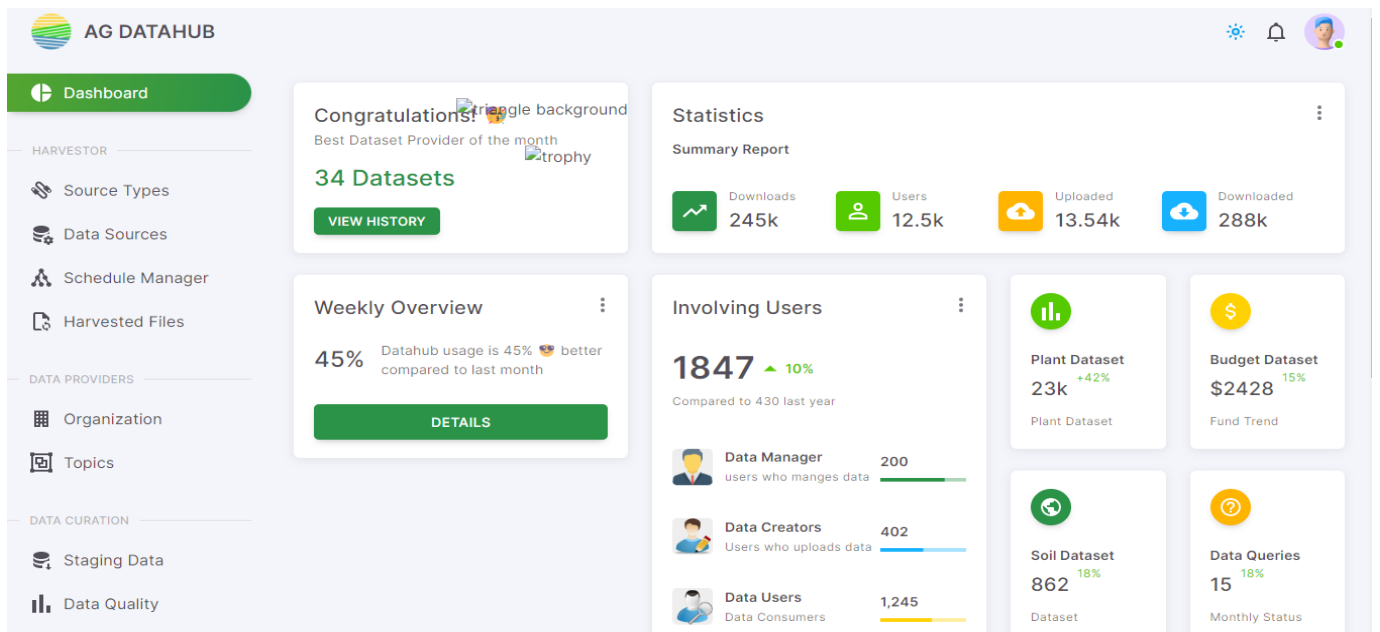 AG DATAHUB
Dashboard
HARVESTOR
Source Types
Data Sources
Schedule Manager
Harvested Files
DATA PROVIDERS
Organization
Topics
DATA CURATION
Staging Data
Data Quality
Congratulations! 🥳
triangle background
Best Dataset Provider of the month
trophy
34 Datasets
VIEW HISTORY
Statistics
Summary Report
Downloads
245k
Users
12.5k
Uploaded
13.54k
Downloaded
288k
Weekly Overview
45%
Datahub usage is 45% 😎 better
compared to last month
DETAILS
Involving Users
1847 10%
Compared to 430 last year
Data Manager
users who manges data
200
Data Creators
Users who uploads data
402
Data Users
Data Consumers
1,245
Plant Dataset
23k +42%
Plant Dataset
$
Budget Dataset
$2428 15%
Fund Trend
Soil Dataset
862 18%
Dataset
?
Data Queries
15 18%
Monthly Status